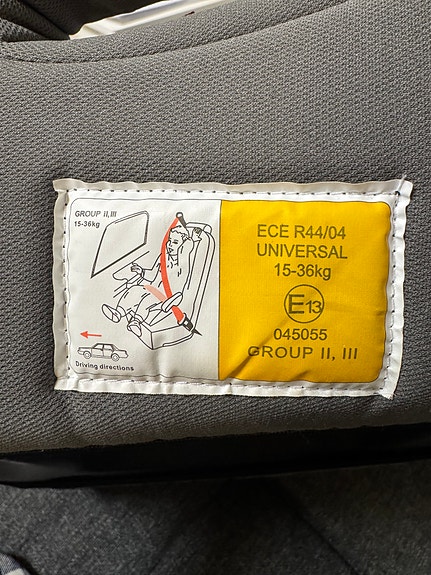 GROUP II, III
15-36kg
Driving directions
ECE R44/04
UNIVERSAL
15-36kg
E13
045055
GROUP II, III